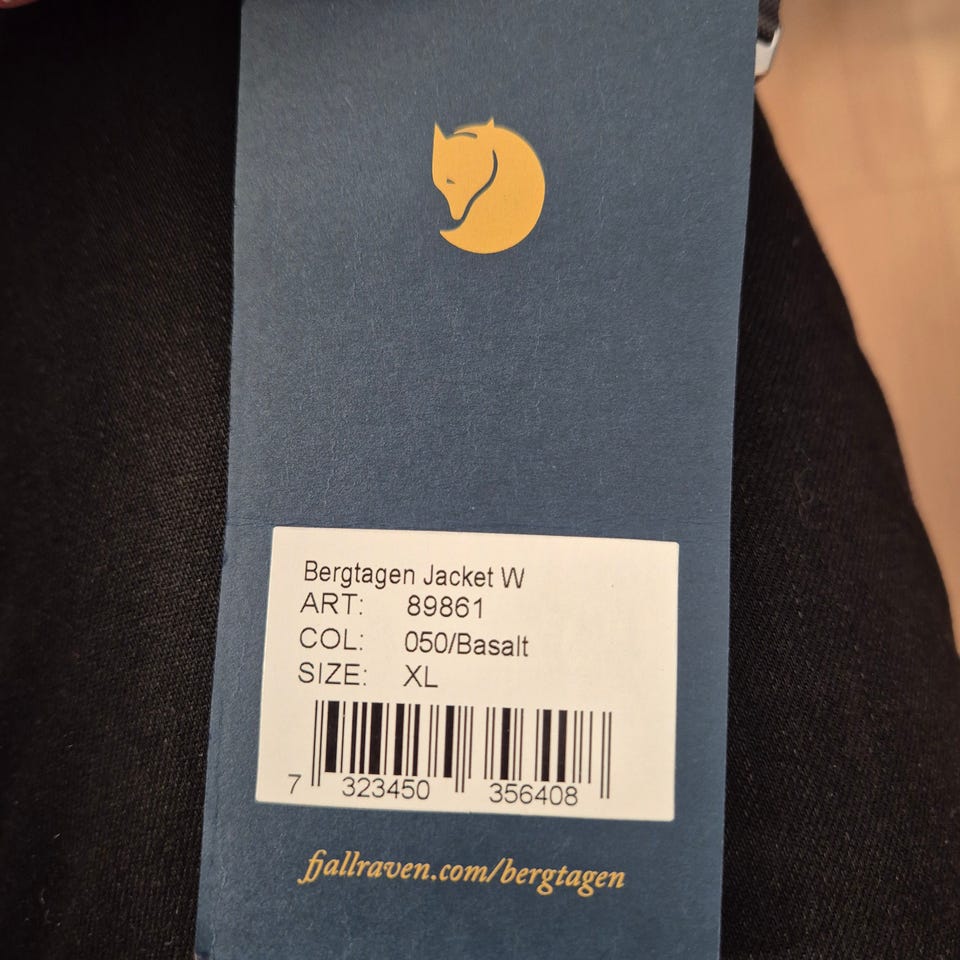 Bergtagen Jacket W
ART: 89861
COL: 050/Basalt
SIZE: XL
7 323450 356408
fjallraven.com/bergtagen